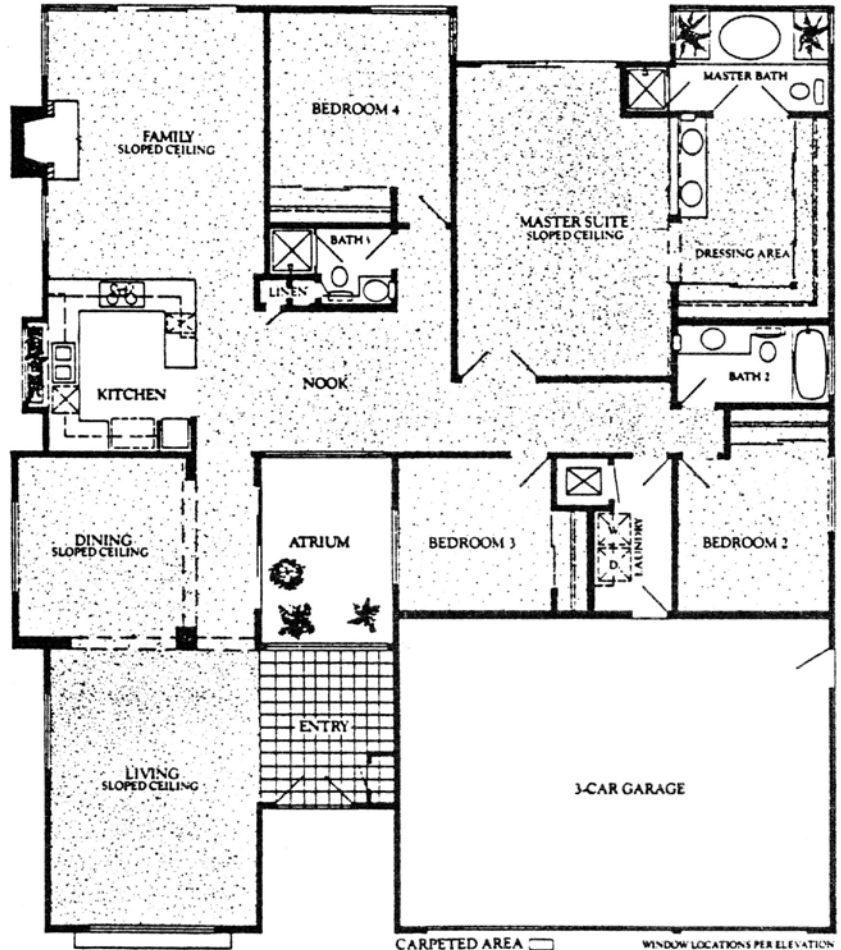 MASTER BATH
BEDROOM 4
FAMILY
SLOPED CEILING
MASTER SUITE
SLOPED CEILING
BATH
DRESSING AREA
LINEN
NOOK
KITCHEN
BATH 2
DINING
SLOPED CEILING
ATRIUM
BEDROOM 3
LAUNDRY
D
BEDROOM 2
ENTRY
LIVING
SLOPED CEILING
3-CAR GARAGE
CARPETED AREA
WINDOW LOCATIONS PER ELEVATION